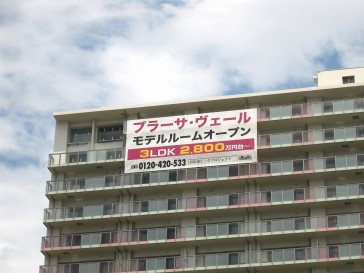 プラーサ・ヴェール
モデルルームオープン
3LDK 2,800万円台~
0120-420-533